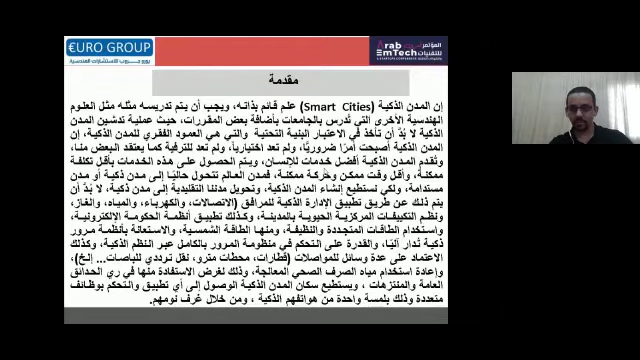 EURO GROUP
يورو جروب للاستشارات الهندسية
Arab
EmTech
المؤتمر
للتقنيات
& STARTUPS CONFERENCE
مقدمة
إن المدن الذكية (Smart Cities) علم قائم بذاته، ويجب أن يتم تدريسه مثله مثل العلوم
الهندسية الأخرى التي تُدرس بالجامعات بأضافة بعض المقررات، حيث عملية تدشين المدن
الذكية لا بُدَّ أن تأخذ في الاعتبار البنية التحتية والتي هي العمود الفقري للمدن الذكية، إن
المدن الذكية أصبحت أمرًا ضروريًا، ولم تعد اختياريًا، ولم تعد للترفية كما يعتقد البعض منا،
وتُقدم المدن الذكية أفضل خدمات للإنسان، ويتم الحصول على هذه الخدمات بأقل تكلفة
ممكنة، وأقل وقت ممكن وحركة ممكنة، فمدن العالم تتحول حاليًا إلى مدن ذكية أو مدن
مستدامة، ولكي نستطيع إنشاء المدن الذكية، وتحويل مدننا التقليدية إلى مدن ذكية، لا بُدَّ أن
يتم ذلك عن طريق تطبيق الإدارة الذكية للمرافق (الاتصالات، والكهرباء، والمياه، والغاز،
ونظم التكييفات المركزية الحيوية بالمدينة، وكذلك تطبيق أنظمة الحكومة الإلكترونية،
واستخدام الطاقات المتجددة والنظيفة، ومنها الطاقة الشمسية، والاستعانة بأنظمة مرور
ذكية تُدار آليًا، والقدرة على التحكم في منظومة المرور بالكامل عبر النظم الذكية، وكذلك
الاعتماد على عدة وسائل للمواصلات (قطارات، محطات مترو، نقل ترددي للباصات... إلخ)،
وإعادة استخدام مياه الصرف الصحي المعالجة، وذلك لغرض الاستفادة منها في ري الحدائق
العامة والمنتزهات ، ويستطيع سكان المدن الذكية الوصول إلى أي تطبيق والتحكم بوظائف
متعددة وذلك بلمسة واحدة من هواتفهم الذكية ، ومن خلال غرف نومهم.